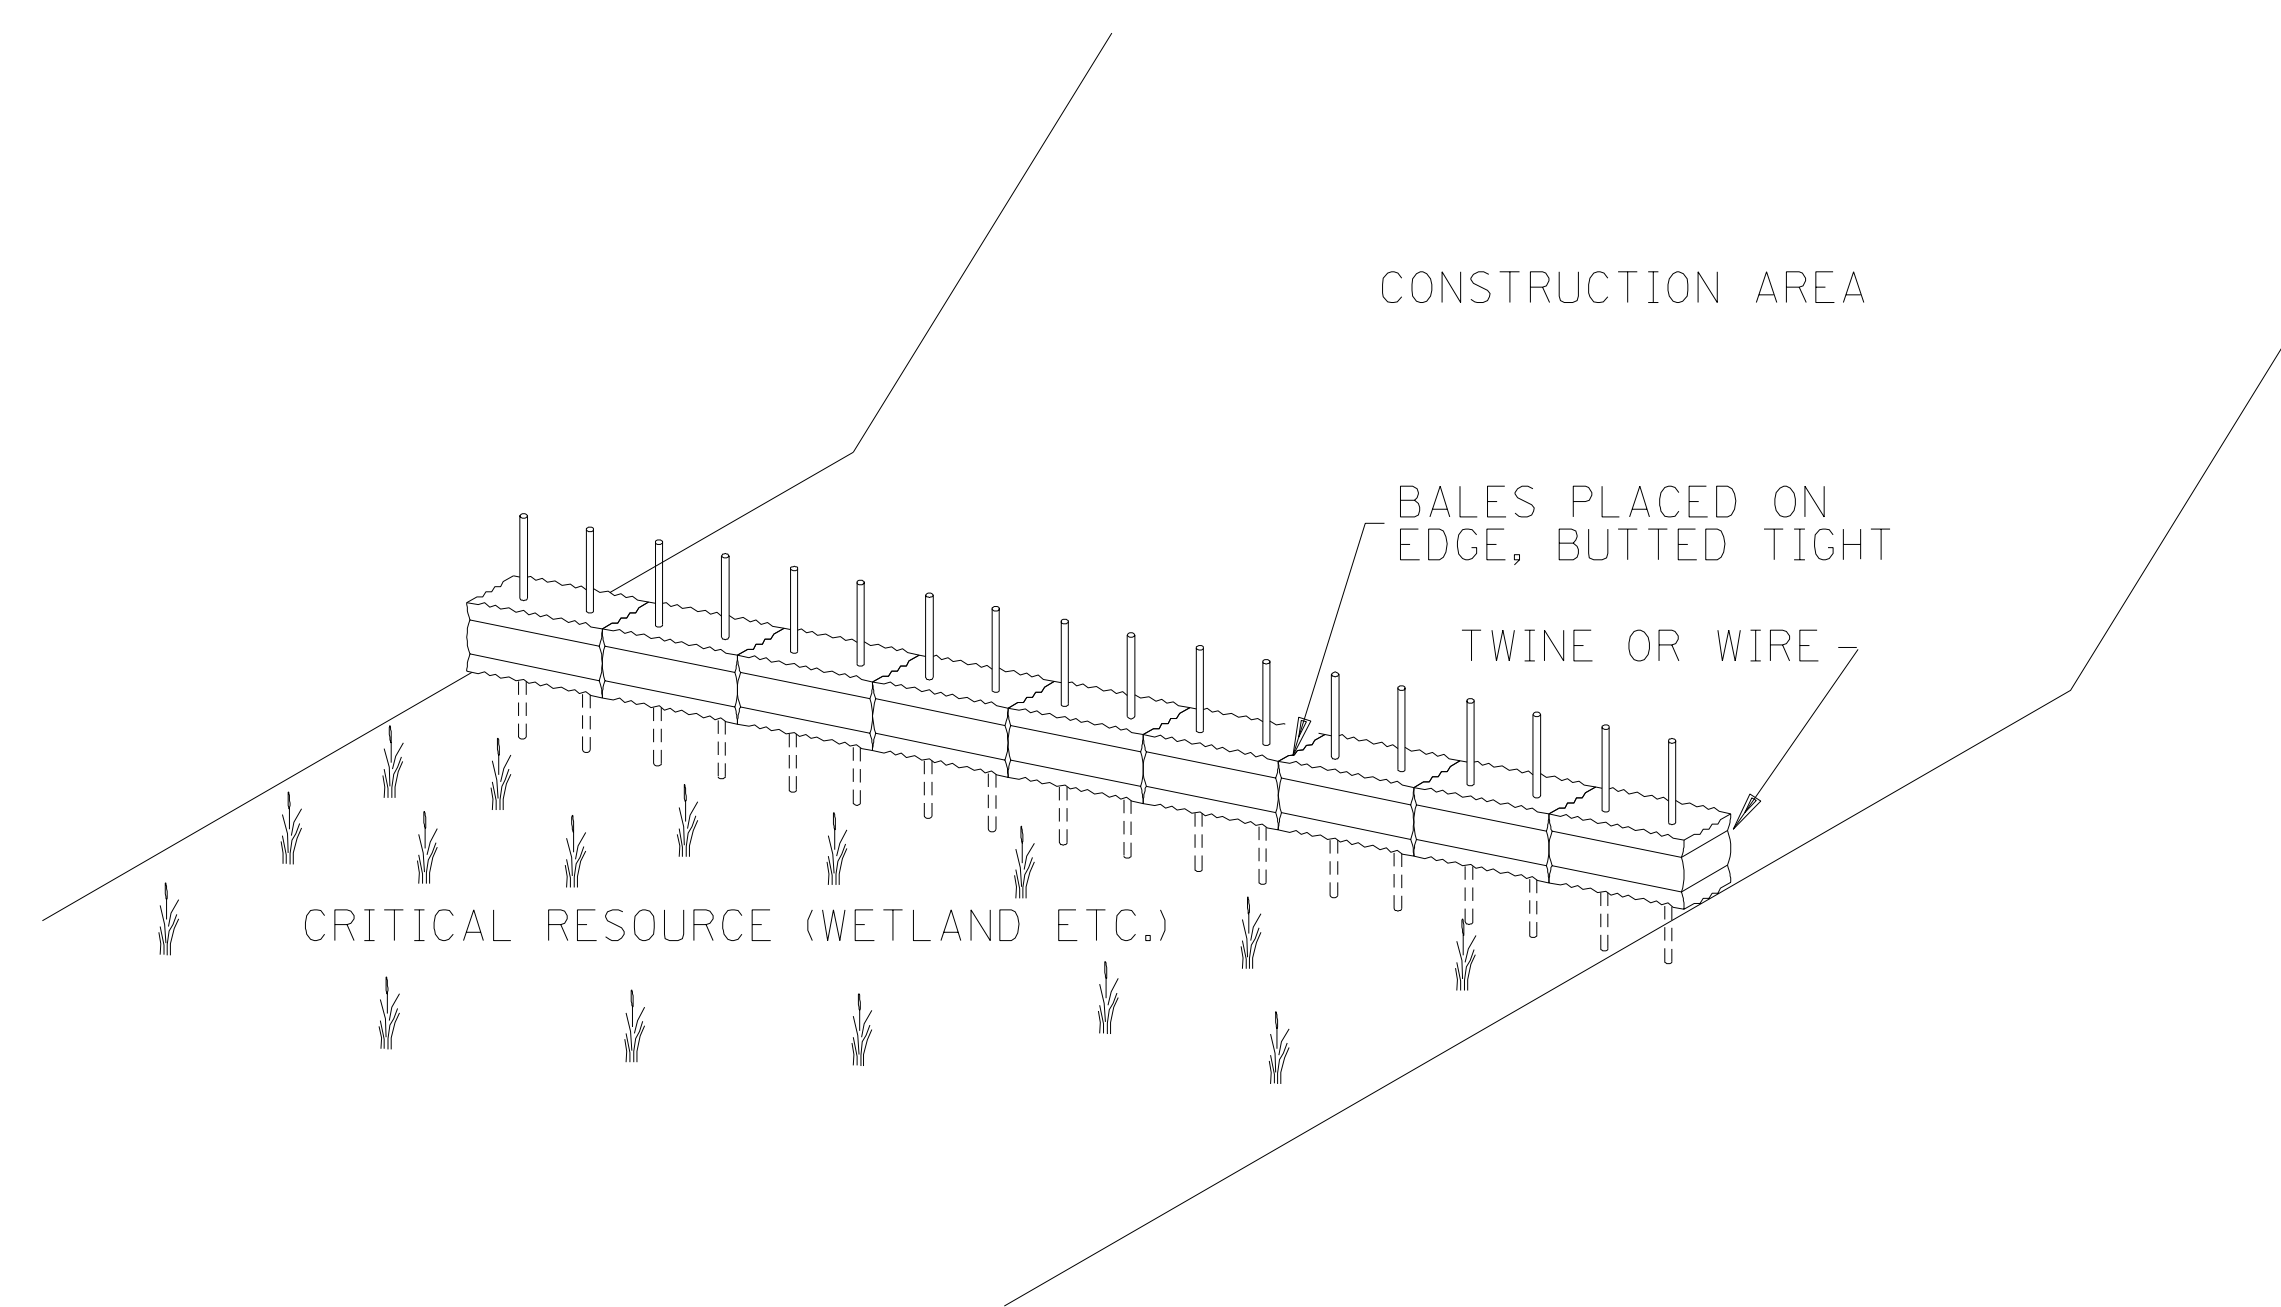 CONSTRUCTION AREA
BALES PLACED ON
EDGE, BUTTED TIGHT
TWINE OR WIRE
CRITICAL RESOURCE (WETLAND ETC.)